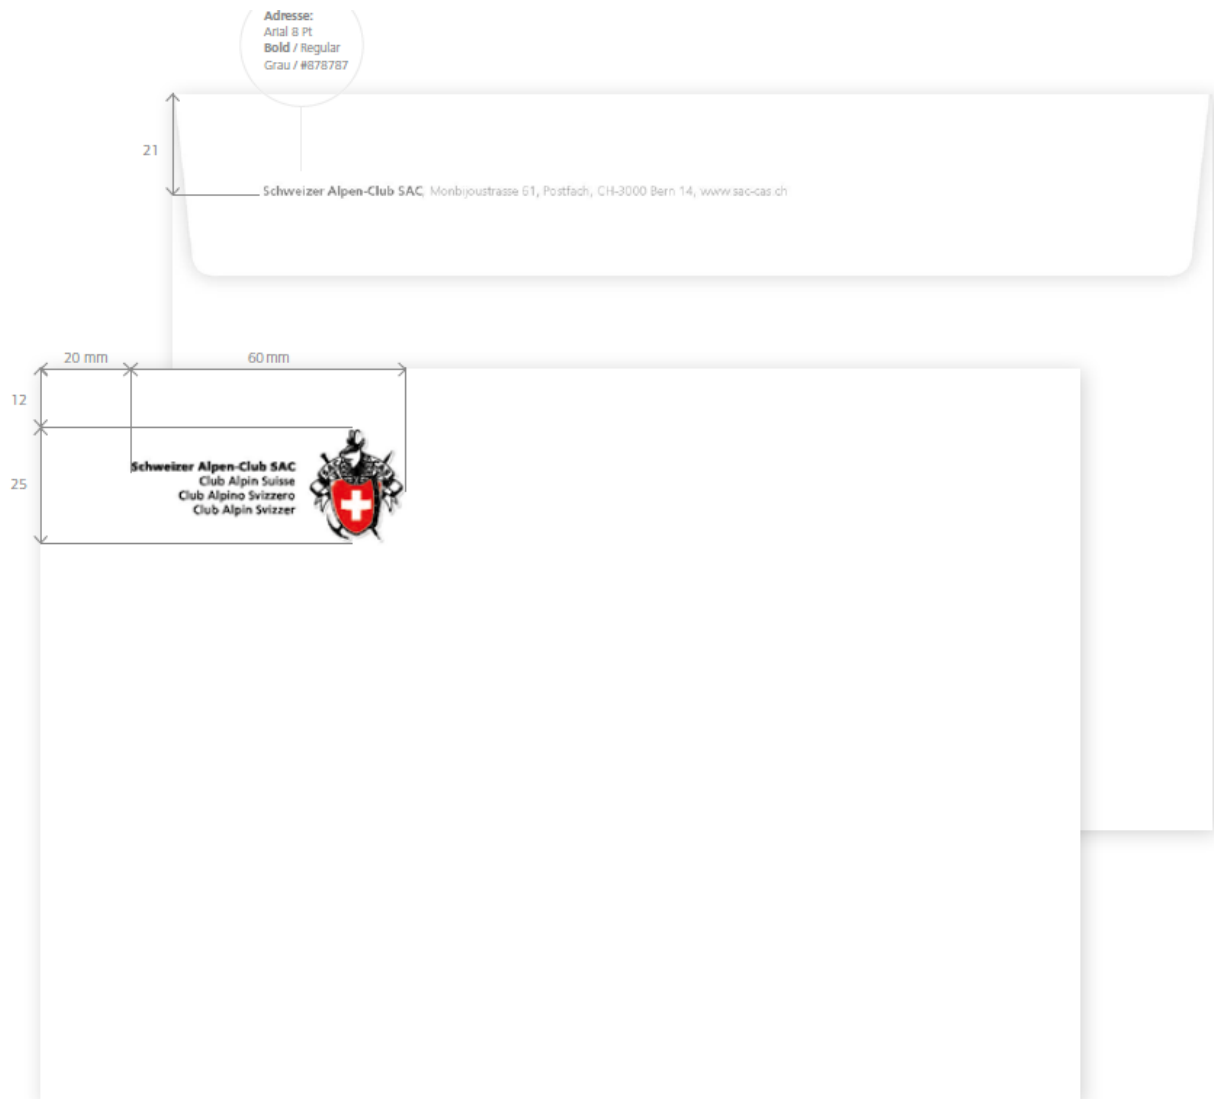 Adresse:
Arial 8 Pt
Bold / Regular
Grau / #878787
21
Schweizer Alpen-Club SAC, Monbijoustrasse 61, Postfach, CH-3000 Bern 14, www.sac-cas.ch
20 mm
60 mm
12
Schweizer Alpen-Club SAC
Club Alpin Suisse
25
Club Alpino Svizzero
Club Alpin Svizzer